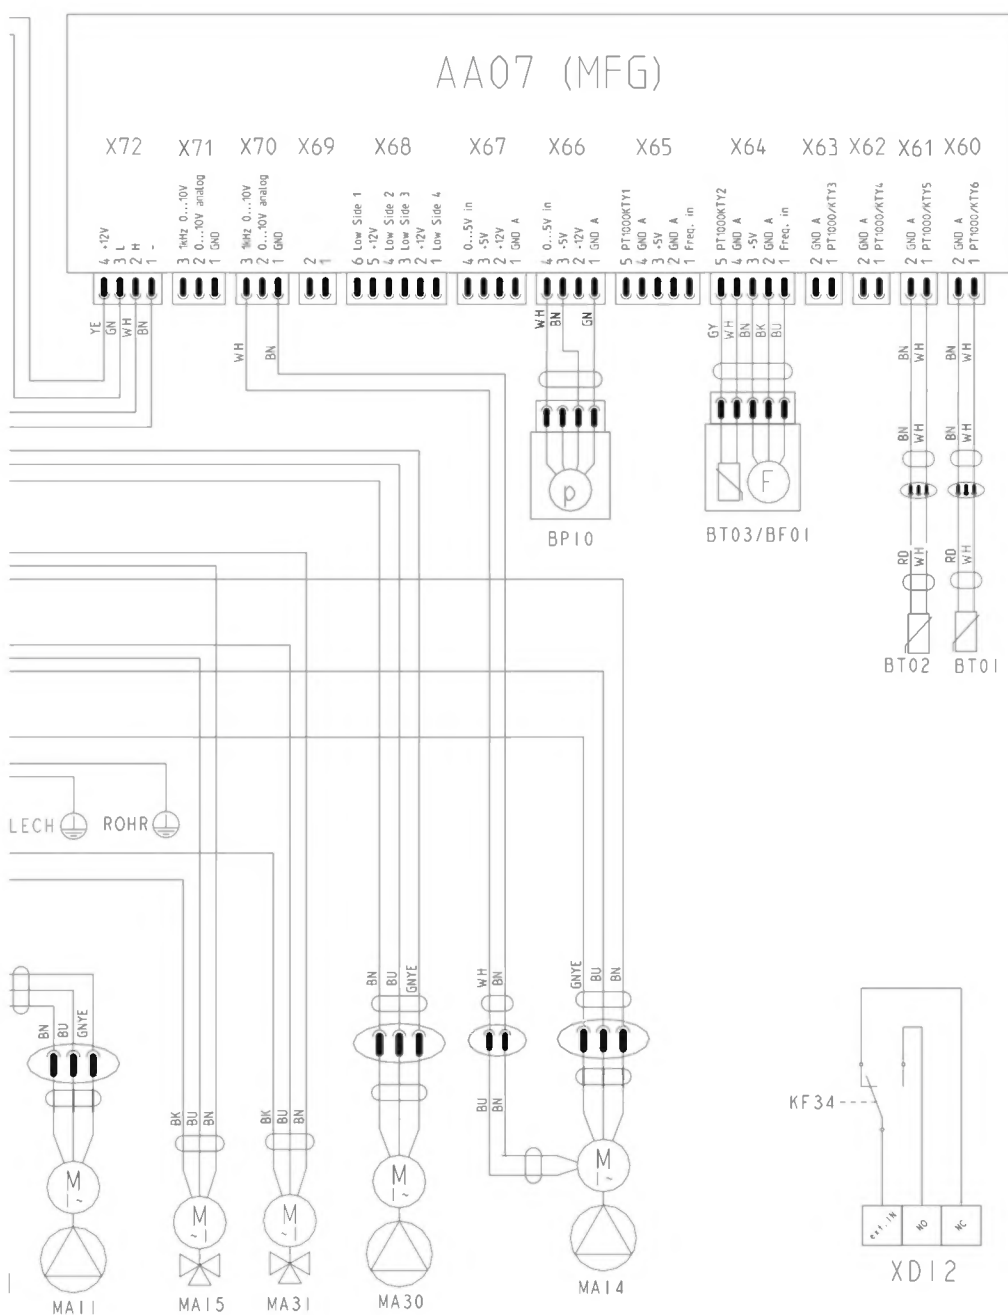 AA07 (MFG)
X72 X71 X70 X69 X68 X67 X66 X65 X64 X63 X62 X61 X60
4 +12V
3 L
2 H
1 -
3 1kHz 0...10V
2 0...10V analog
1 GND
3 1kHz 0...10V
2 0...10V analog
1 GND
2
1
6 Low Side 1
5 +12V
4 Low Side 2
3 Low Side 3
2 +12V
1 Low Side 4
4 0...5V in
3 +5V
2 +12V
1 GND A
4 0...5V in
3 +5V
2 +12V
1 GND A
5 PT1000KTY1
4 GND A
3 +5V
2 GND A
1 Freq. in
5 PT1000KTY2
4 GND A
3 +5V
2 GND A
1 Freq. in
2 GND A
1 PT1000/KTY3
2 GND A
1 PT1000/KTY4
2 GND A
1 PT1000/KTY5
2 GND A
1 PT1000/KTY6
YE GN WH BN
WH BN
WH BN GN
GY WH BN BK BU
BN WH BN WH
BN WH BN WH
P
F
BP10
BT03/BF01
RD WH RD WH
BT02 BT01
LECH
ROHR
BN BU GNYE
BN BU GNYE
WH BN
GNYE BU BN
BK BU BN
BK BU BN
BU BN
KF34
M
1~
M
~1
M
~1
M
1~
M
1~
ext. IN
NO
NC
XD12
MA11
MA15
MA31
MA30
MA14